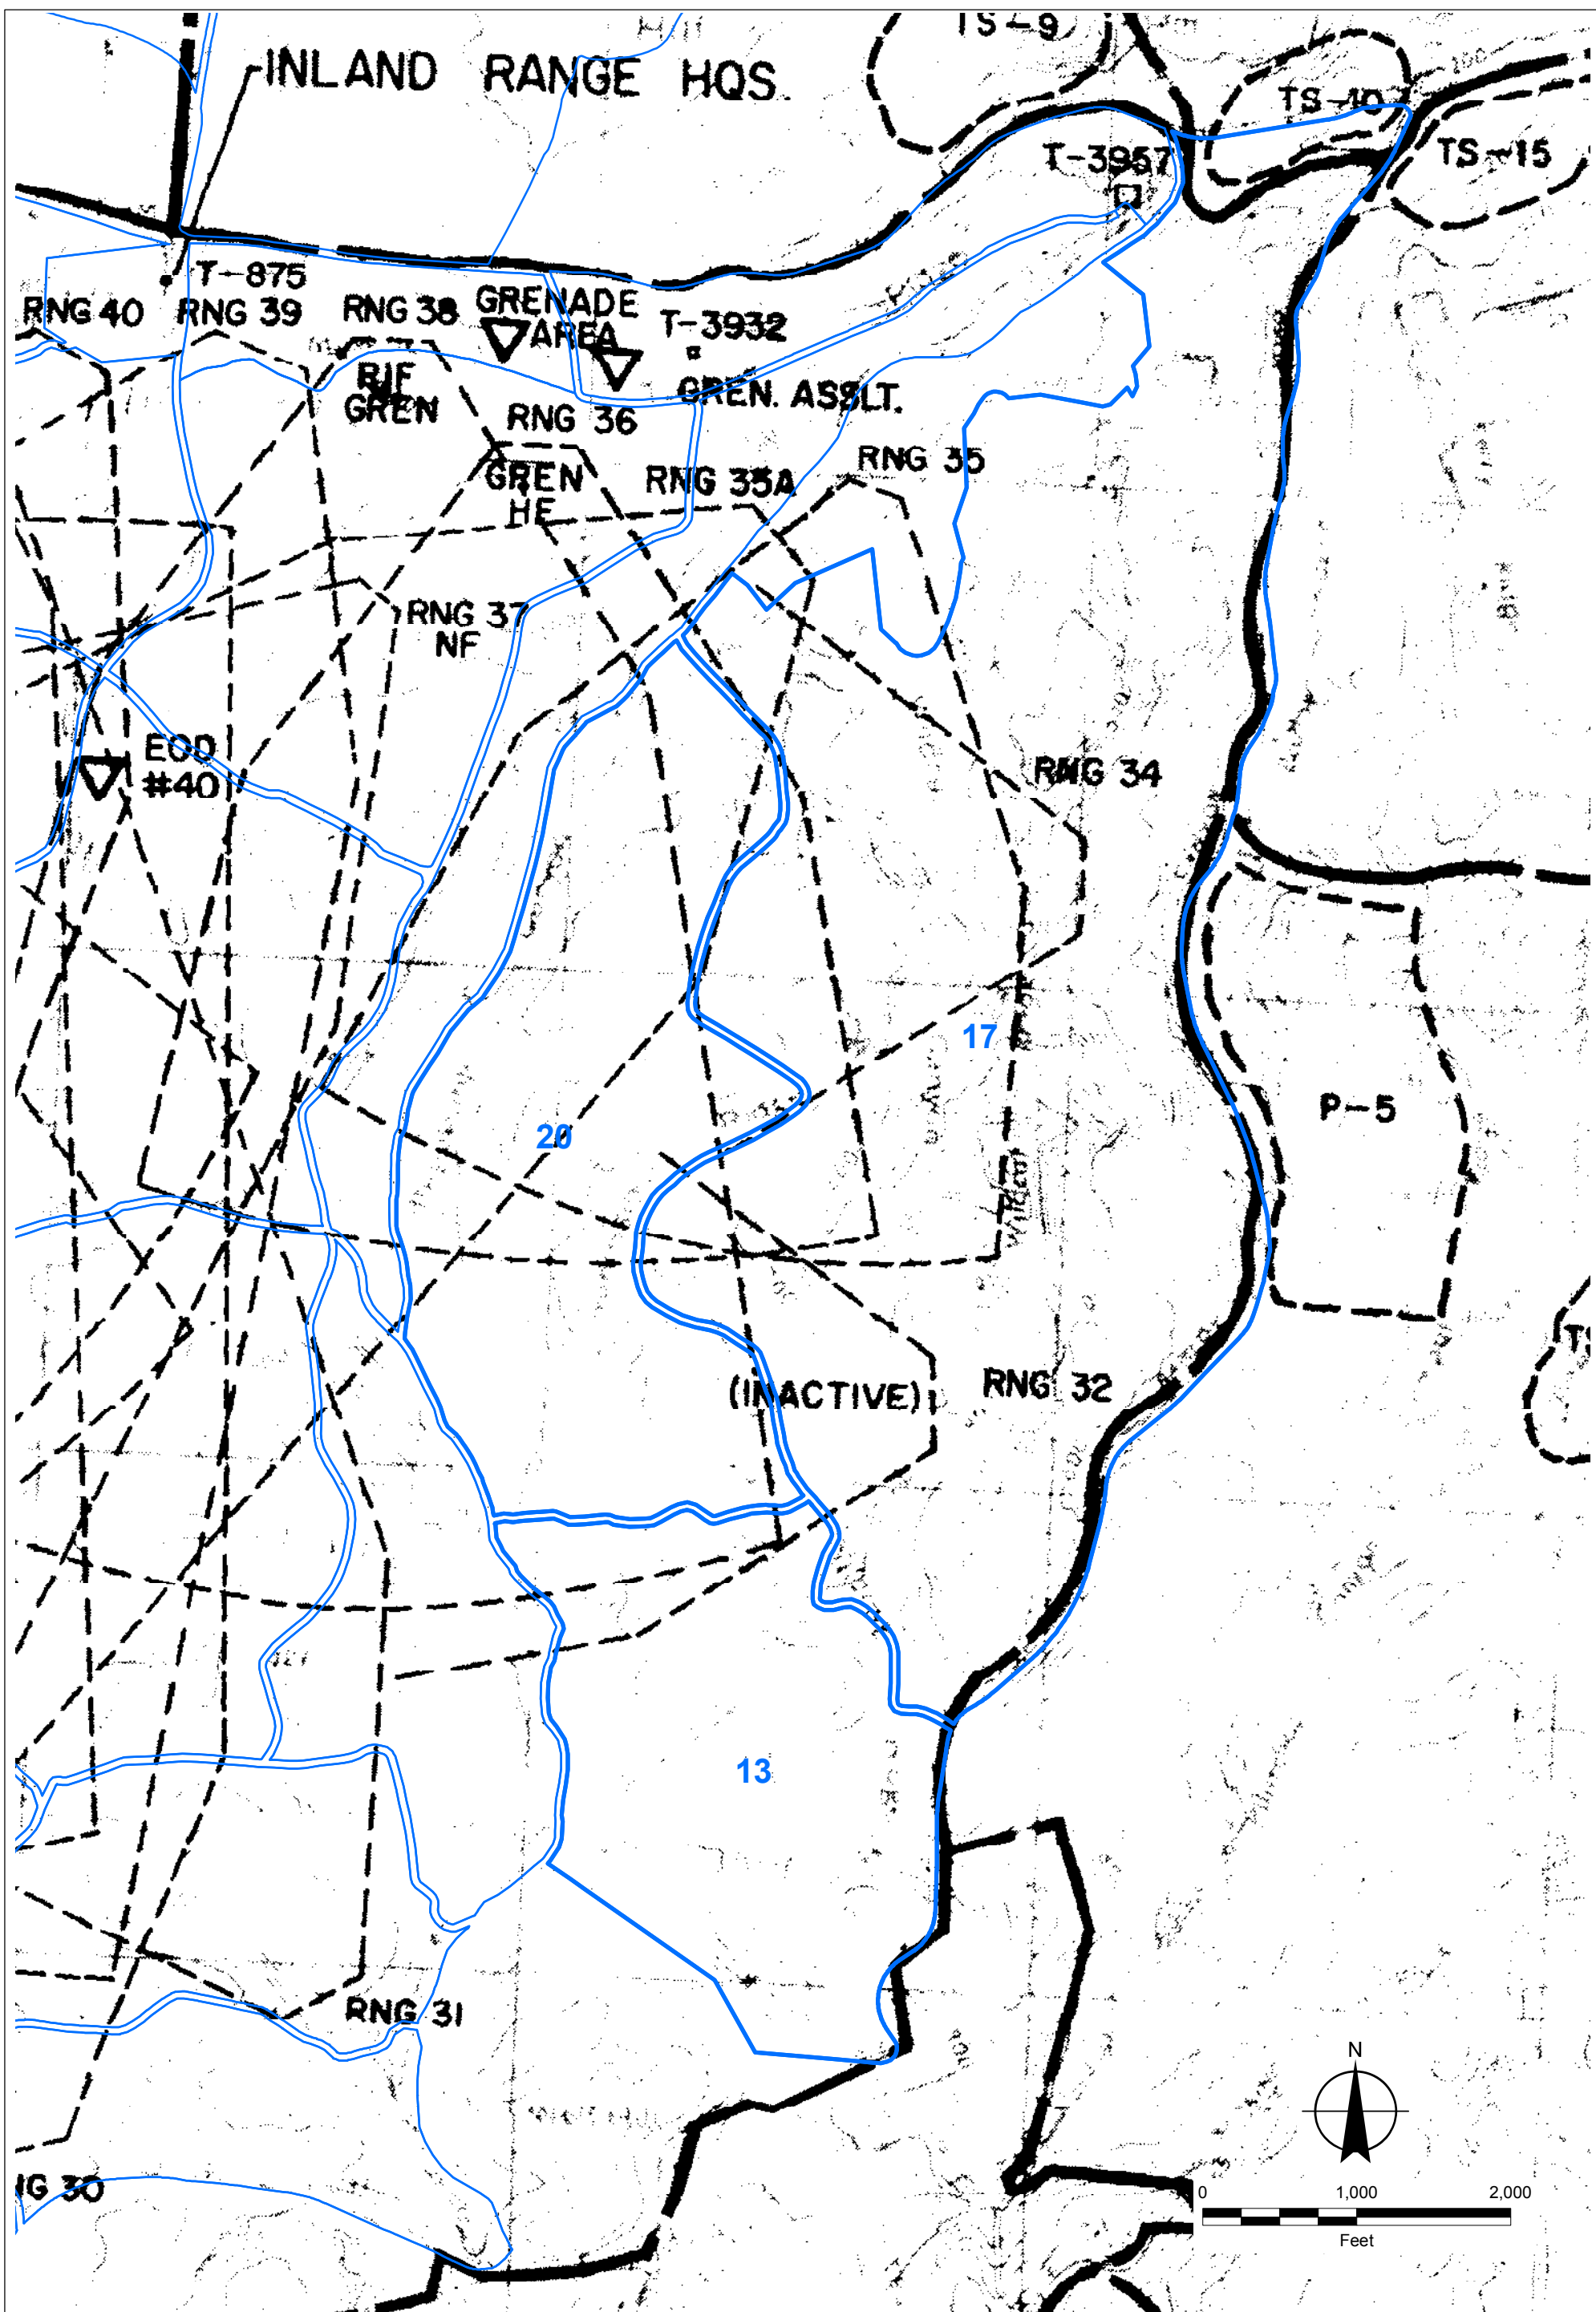 TS-9
INLAND RANGE HQS.
TS-10
TS-15
T-3957
T-875
RNG 40
RNG 39
RNG 38
GRENADE
AREA
T-3932
RIF
GREN
GREN. ASSLT.
RNG 36
GREN
HE
RNG 35A
RNG 35
RNG 37
NF
EOD
#40
RNG 34
17
20
P-5
(INACTIVE)
RNG 32
13
RNG 31
N
0 1,000 2,000
Feet